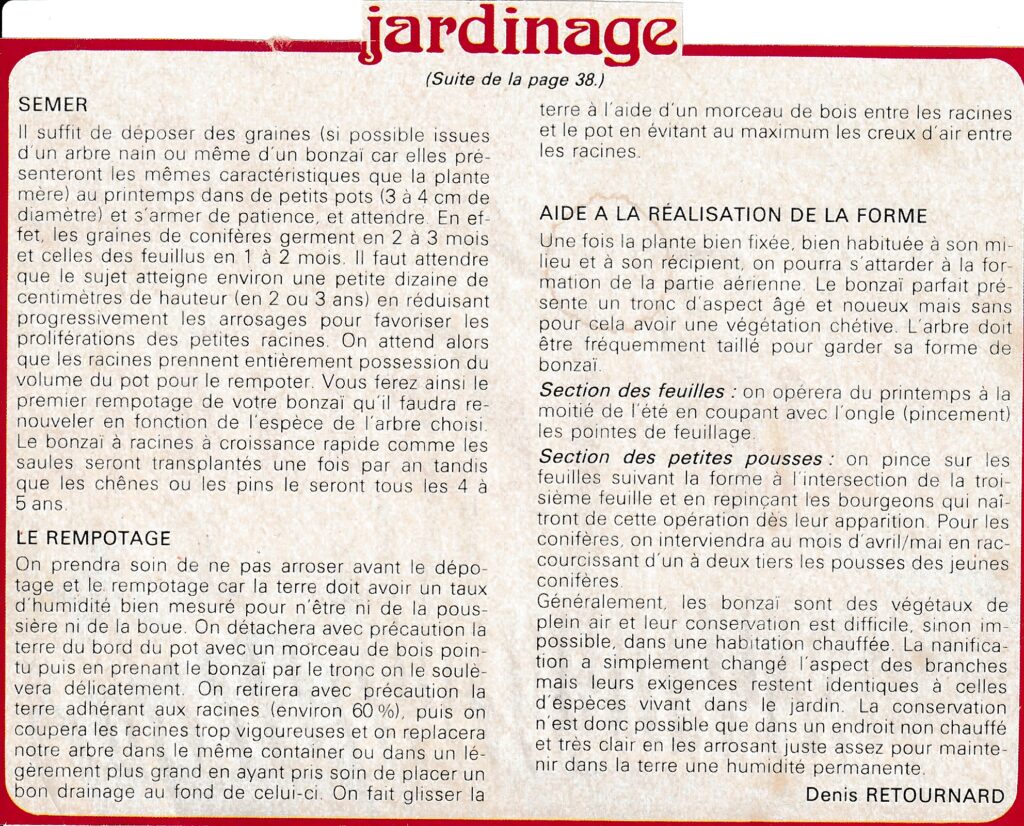 jardinage
(Suite de la page 38.)
SEMER
Il suffit de déposer des graines (si possible issues
d'un arbre nain ou même d'un bonzaï car elles pré-
senteront les mêmes caractéristiques que la plante
mère) au printemps dans de petits pots (3 à 4 cm de
diamètre) et s'armer de patience, et attendre. En ef-
fet, les graines de conifères germent en 2 à 3 mois
et celles des feuillus en 1 à 2 mois. Il faut attendre
que le sujet atteigne environ une petite dizaine de
centimètres de hauteur (en 2 ou 3 ans) en réduisant
progressivement les arrosages pour favoriser les
proliférations des petites racines. On attend alors
que les racines prennent entièrement possession du
volume du pot pour le rempoter. Vous ferez ainsi le
premier rempotage de votre bonzaï qu'il faudra re-
nouveler en fonction de l'espèce de l'arbre choisi.
Le bonzaï à racines à croissance rapide comme les
saules seront transplantés une fois par an tandis
que les chênes ou les pins le seront tous les 4 à
5 ans.
LE REMPOTAGE
On prendra soin de ne pas arroser avant le dépo-
tage et le rempotage car la terre doit avoir un taux
d'humidité bien mesuré pour n'être ni de la pous-
sière ni de la boue. On détachera avec précaution la
terre du bord du pot avec un morceau de bois poin-
tu puis en prenant le bonzaï par le tronc on le soulè-
vera délicatement. On retirera avec précaution la
terre adhérant aux racines (environ 60 %), puis on
coupera les racines trop vigoureuses et on replacera
notre arbre dans le même container ou dans un lé-
gèrement plus grand en ayant pris soin de placer un
bon drainage au fond de celui-ci. On fait glisser la
terre à l'aide d'un morceau de bois entre les racines
et le pot en évitant au maximum les creux d'air entre
les racines.
AIDE A LA RÉALISATION DE LA FORME
Une fois la plante bien fixée, bien habituée à son mi-
lieu et à son récipient, on pourra s'attarder à la for-
mation de la partie aérienne. Le bonzaï parfait pré-
sente un tronc d'aspect âgé et noueux mais sans
pour cela avoir une végétation chétive. L'arbre doit
être fréquemment taillé pour garder sa forme de
bonzaï.
Section des feuilles : on opérera du printemps à la
moitié de l'été en coupant avec l'ongle (pincement)
les pointes de feuillage.
Section des petites pousses : on pince sur les
feuilles suivant la forme à l'intersection de la troi-
sième feuille et en repinçant les bourgeons qui naî-
tront de cette opération dès leur apparition. Pour les
conifères, on interviendra au mois d'avril/mai en rac-
courcissant d'un à deux tiers les pousses des jeunes
conifères.
Généralement, les bonzaï sont des végétaux de
plein air et leur conservation est difficile, sinon im-
possible, dans une habitation chauffée. La nanifica-
tion a simplement changé l'aspect des branches
mais leurs exigences restent identiques à celles
d'éspèces vivant dans le jardin. La conservation
n'est donc possible que dans un endroit non chauffé
et très clair en les arrosant juste assez pour mainte-
nir dans la terre une humidité permanente.
Denis RETOURNARD